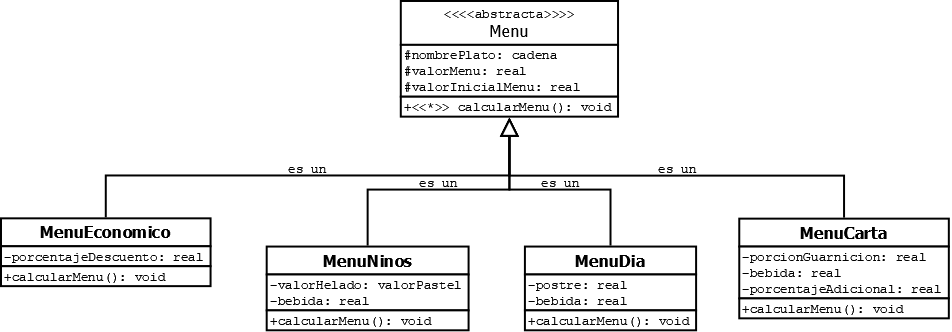 <<<<abstracta>>>>
Menu
#nombrePlato: cadena
#valorMenu: real
#valorInicialMenu: real
+<<*>> calcularMenu(): void
es un
es un
es un
es un
MenuEconomico
-porcentajeDescuento: real
+calcularMenu(): void
MenuNinos
-valorHelado: valorPastel
-bebida: real
+calcularMenu(): void
MenuDia
-postre: real
-bebida: real
+calcularMenu(): void
MenuCarta
-porcionGuarnicion: real
-bebida: real
-porcentajeAdicional: real
+calcularMenu(): void